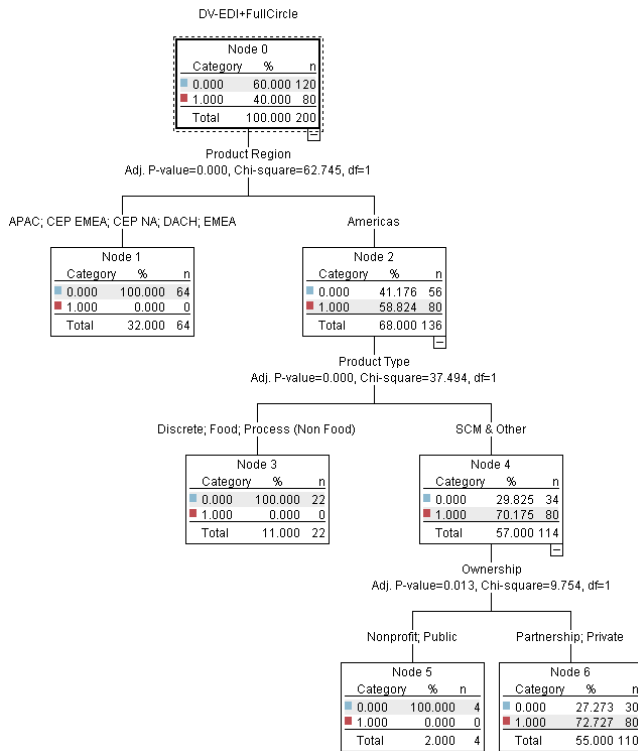 DV-EDI+FullCircle
Node 0
Category % n
0.000 60.000 120
1.000 40.000 80
Total 100.000 200
Product Region
Adj. P-value=0.000, Chi-square=62.745, df=1
APAC; CEP EMEA; CEP NA; DACH; EMEA
Americas
Node 1
Category % n
0.000 100.000 64
1.000 0.000 0
Total 32.000 64
Node 2
Category % n
0.000 41.176 56
1.000 58.824 80
Total 68.000 136
Product Type
Adj. P-value=0.000, Chi-square=37.494, df=1
Discrete; Food; Process (Non Food)
SCM & Other
Node 3
Category % n
0.000 100.000 22
1.000 0.000 0
Total 11.000 22
Node 4
Category % n
0.000 29.825 34
1.000 70.175 80
Total 57.000 114
Ownership
Adj. P-value=0.013, Chi-square=9.754, df=1
Nonprofit; Public
Partnership; Private
Node 5
Category % n
0.000 100.000 4
1.000 0.000 0
Total 2.000 4
Node 6
Category % n
0.000 27.273 30
1.000 72.727 80
Total 55.000 110